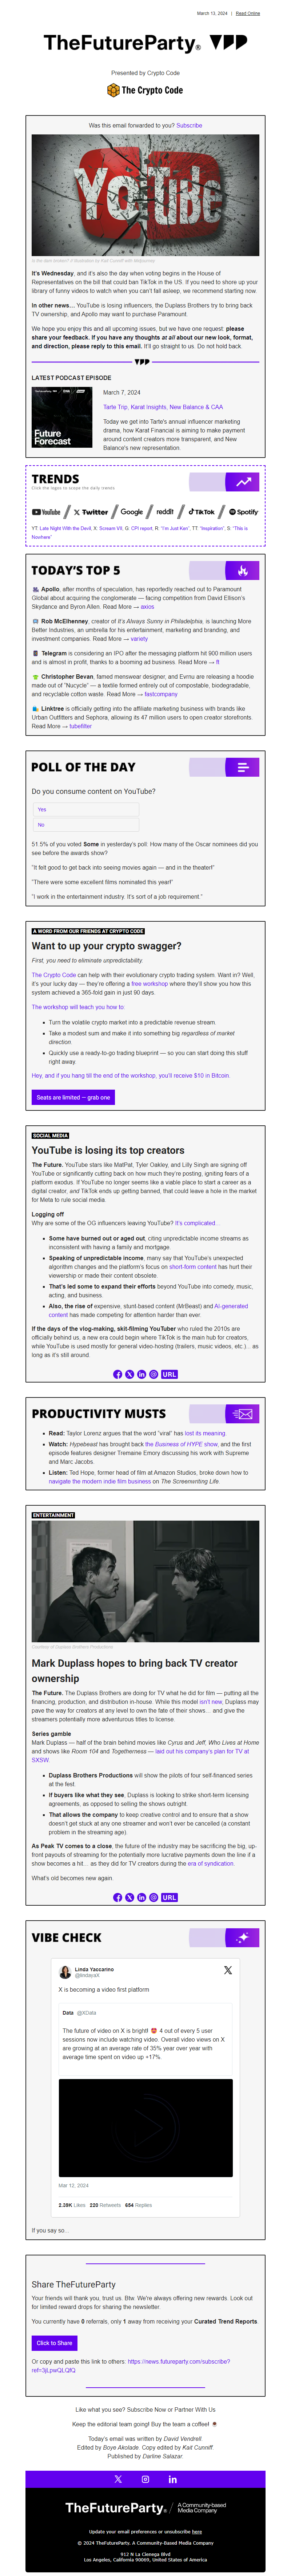 March 13, 2024 | Read Online
TheFutureParty®
Presented by Crypto Code
The Crypto Code
Was this email forwarded to you? Subscribe
YouTube
It's Wednesday, and it's also the day when voting begins in the House of
Representatives on the bill that could ban TikTok in the US. If you need to shore up your
library of funny videos to watch when you can't fall asleep, we recommend starting now.
In other news… YouTube is losing influencers, the Duplass Brothers try to bring back
TV ownership, and Apollo may want to purchase Paramount.
We hope you enjoy this and all upcoming issues, but we have one request: please
share your feedback. If you have any thoughts at all about our new look, format,
and direction, please reply to this email. It'll go straight to us. Do not hold back.
LATEST PODCAST EPISODE
Future
Forecast
March 7, 2024
Tarte Trip, Karat Insights, New Balance & CAA
Today we get into Tarte's annual influencer marketing
drama, how Karat Financial is aiming to make payment
around content creators more transparent, and New
Balance's new representation.
TRENDS
Click the logos to scope the daily trends
YouTube / Twitter / Google / reddit / TikTok / Spotify
YT: Late Night With the Devil, X: Scream VII, G: CPI report, R: "I'm Just Ken", TT: "Inspiration", S: "This is
Nowhere"
TODAY'S TOP 5
Apollo, after months of speculation, has reportedly reached out to Paramount
Global about acquiring the conglomerate — facing competition from David Ellison's
Skydance and Byron Allen. Read More → axios
Rob McElhenney, creator of It's Always Sunny in Philadelphia, is launching More
Better Industries, an umbrella for his entertainment, marketing and branding, and
investment companies. Read More → variety
Telegram is considering an IPO after the messaging platform hit 900 million users
and is almost in profit, thanks to a booming ad business. Read More → ft
Christopher Bevan, famed menswear designer, and Evrnu are releasing a hoodie
made out of "Nucycle" — a textile formed entirely out of compostable, biodegradable,
and recyclable cotton waste. Read More → fastcompany
Linktree is officially getting into the affiliate marketing business with brands like
Urban Outfitters and Sephora, allowing its 47 million users to open creator storefronts.
Read More → tubefilter
POLL OF THE DAY
Do you consume content on YouTube?
Yes
No
51.5% of you voted Some in yesterday's poll: How many of the Oscar nominees did you
see before the awards show?
"It felt good to get back into seeing movies again — and in the theater!"
"There were some excellent films nominated this year!"
"I work in the entertainment industry. It's sort of a job requirement."
A WORD FROM OUR FRIENDS AT CRYPTO CODE
Want to up your crypto swagger?
First, you need to eliminate unpredictability.
The Crypto Code can help with their evolutionary crypto trading system. Want in? Well,
it's your lucky day — they're offering a free workshop where they'll show you how this
system achieved a 365-fold gain in just 90 days.
The workshop will teach you how to:
• Turn the volatile crypto market into a predictable revenue stream.
• Take a modest sum and make it into something big regardless of market
direction.
• Quickly use a ready-to-go trading blueprint — so you can start doing this stuff
right away.
Hey, and if you hang till the end of the workshop, you'll receive $10 in Bitcoin.
Seats are limited — grab one
SOCIAL MEDIA
YouTube is losing its top creators
The Future. YouTube stars like MatPat, Tyler Oakley, and Lilly Singh are signing off
YouTube or significantly cutting back on how much they're posting, igniting fears of a
platform exodus. If YouTube no longer seems like a viable place to start a career as a
digital creator, and TikTok ends up getting banned, that could leave a hole in the market
for Meta to rule social media.
Logging off
Why are some of the OG influencers leaving YouTube? It's complicated…
• Some have burned out or aged out, citing unpredictable income streams as
inconsistent with having a family and mortgage.
• Speaking of unpredictable income, many say that YouTube's unexpected
algorithm changes and the platform's focus on short-form content has hurt their
viewership or made their content obsolete.
• That's led some to expand their efforts beyond YouTube into comedy, music,
acting, and business.
• Also, the rise of expensive, stunt-based content (MrBeast) and AI-generated
content has made competing for attention harder than ever.
If the days of the vlog-making, skit-filming YouTuber who ruled the 2010s are
officially behind us, a new era could begin where TikTok is the main hub for creators,
while YouTube is used mostly for general video-hosting (trailers, music videos, etc.)… as
long as it's still around.
URL
PRODUCTIVITY MUSTS
• Read: Taylor Lorenz argues that the word "viral" has lost its meaning.
• Watch: Hypebeast has brought back the Business of HYPE show, and the first
episode features designer Tremaine Emory discussing his work with Supreme
and Marc Jacobs.
• Listen: Ted Hope, former head of film at Amazon Studios, broke down how to
navigate the modern indie film business on The Screenwriting Life.
ENTERTAINMENT
Courtesy of Duplass Brothers Productions
Mark Duplass hopes to bring back TV creator
ownership
The Future. The Duplass Brothers are doing for TV what he did for film — putting all the
financing, production, and distribution in-house. While this model isn't new, Duplass may
pave the way for creators at any level to own the fate of their shows… and give the
streamers potentially more adventurous titles to license.
Series gamble
Mark Duplass — half of the brain behind movies like Cyrus and Jeff, Who Lives at Home
and shows like Room 104 and Togetherness — laid out his company's plan for TV at
SXSW.
• Duplass Brothers Productions will show the pilots of four self-financed series
at the fest.
• If buyers like what they see, Duplass is looking to strike short-term licensing
agreements, as opposed to selling the shows outright.
• That allows the company to keep creative control and to ensure that a show
doesn't get stuck at any one streamer and won't ever be cancelled (a constant
problem in the streaming age).
As Peak TV comes to a close, the future of the industry may be sacrificing the big, up-
front payouts of streaming for the potentially more lucrative payments down the line if a
show becomes a hit… as they did for TV creators during the era of syndication.
What's old becomes new again.
URL
VIBE CHECK
Linda Yaccarino
@lindayaX
X is becoming a video first platform
Data @XData
The future of video on X is bright! 4 out of every 5 user
sessions now include watching video. Overall video views on X
are growing at an average rate of 35% year over year with
average time spent on video up +17%.
Mar 12, 2024
2.39K Likes 220 Retweets 654 Replies
If you say so…
Share TheFutureParty
Your friends will thank you, trust us. Btw: We're always offering new rewards. Look out
for limited reward drops for sharing the newsletter.
You currently have 0 referrals, only 1 away from receiving your Curated Trend Reports.
Click to Share
Or copy and paste this link to others: https://news.futureparty.com/subscribe?
ref=3jLpwQLQfQ
Like what you see? Subscribe Now or Partner With Us
Keep the editorial team going! Buy the team a coffee!
Today's email was written by David Vendrell.
Edited by Boye Akolade. Copy edited by Kait Cunniff.
Published by Darline Salazar.
TheFutureParty® / A Community-based
Media Company
Update your email preferences or unsubscribe here
© 2024 TheFutureParty. A Community-Based Media Company
912 N La Cienega Blvd
Los Angeles, California 90069, United States of America